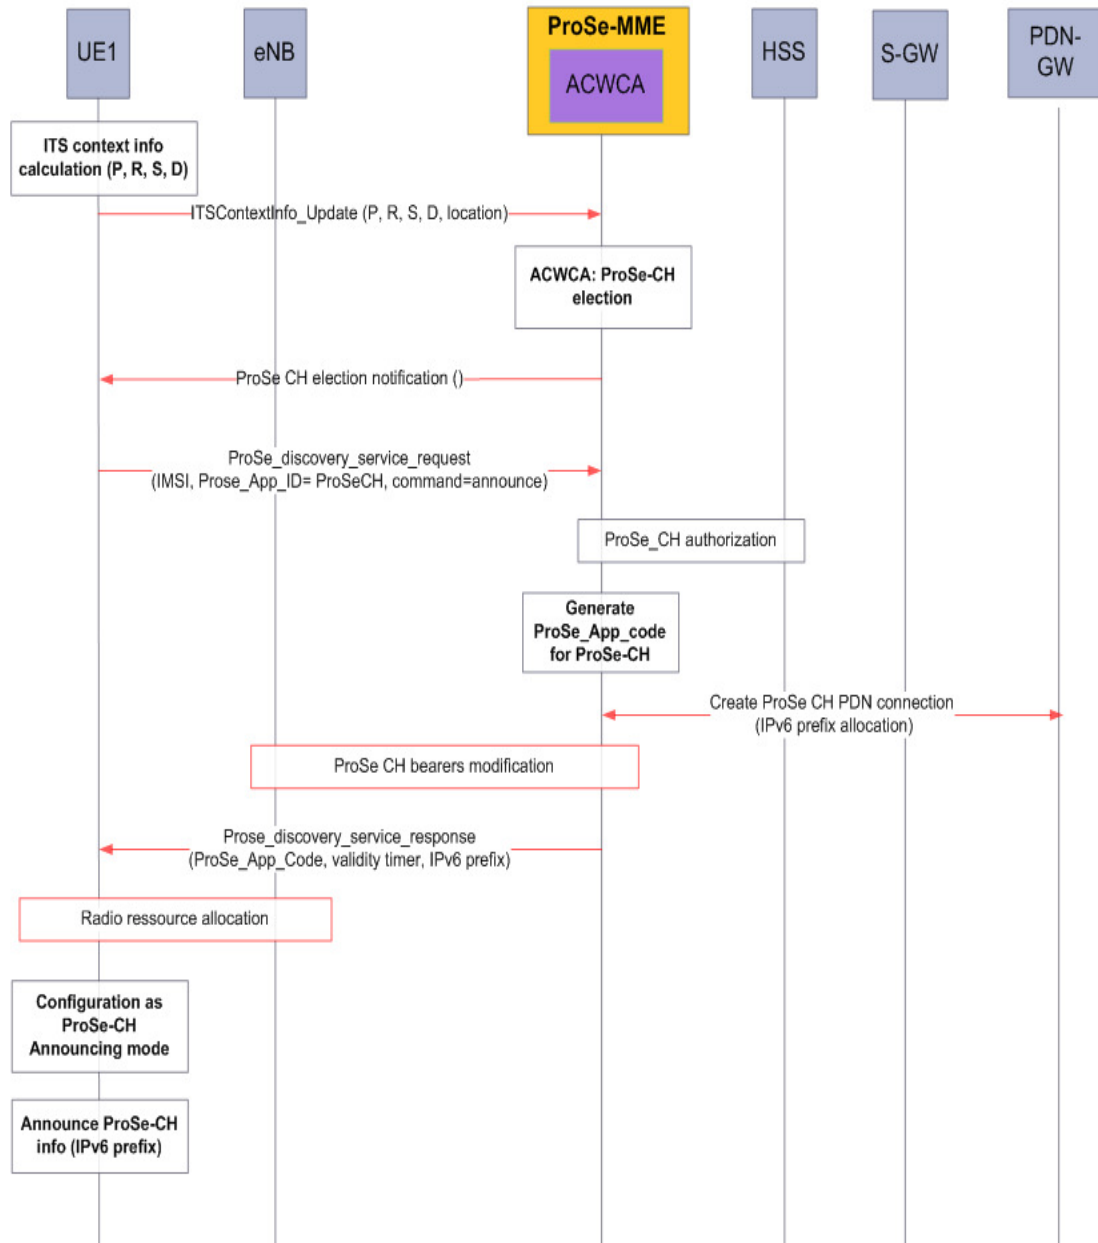 UE1
eNB
ProSe-MME
ACWCA
HSS
S-GW
PDN-
GW
ITS context info
calculation (P, R, S, D)
ITSContextInfo_Update (P, R, S, D, location)
ACWCA: ProSe-CH
election
ProSe CH election notification ()
ProSe_discovery_service_request
(IMSI, Prose_App_ID= ProSeCH, command=announce)
ProSe_CH authorization
Generate
ProSe_App_code
for ProSe-CH
Create ProSe CH PDN connection
(IPv6 prefix allocation)
ProSe CH bearers modification
Prose_discovery_service_response
(ProSe_App_Code, validity timer, IPv6 prefix)
Radio ressource allocation
Configuration as
ProSe-CH
Announcing mode
Announce ProSe-CH
info (IPv6 prefix)